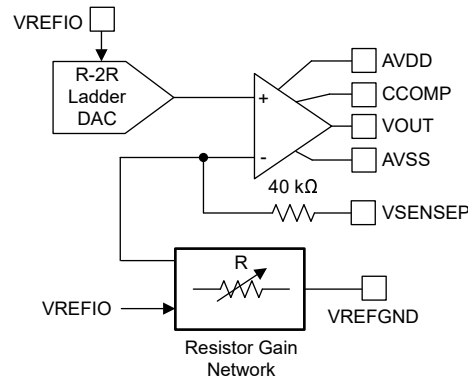 VREFIO
R-2R
Ladder
DAC
+
-
AVDD
CCOMP
VOUT
AVSS
40 kΩ
VSENSEP
R
VREFIO
VREFGND
Resistor Gain
Network